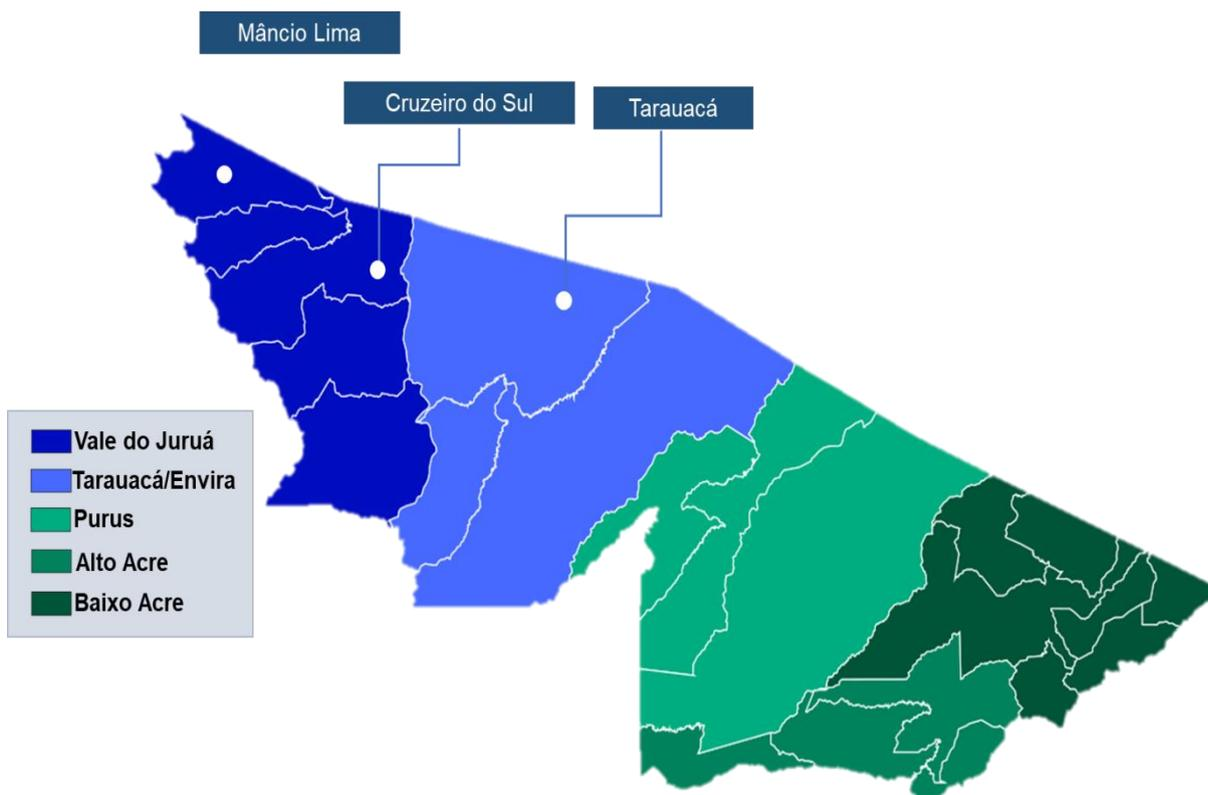 Mâncio Lima
Cruzeiro do Sul
Tarauacá
Vale do Juruá
Tarauacá/Envira
Purus
Alto Acre
Baixo Acre